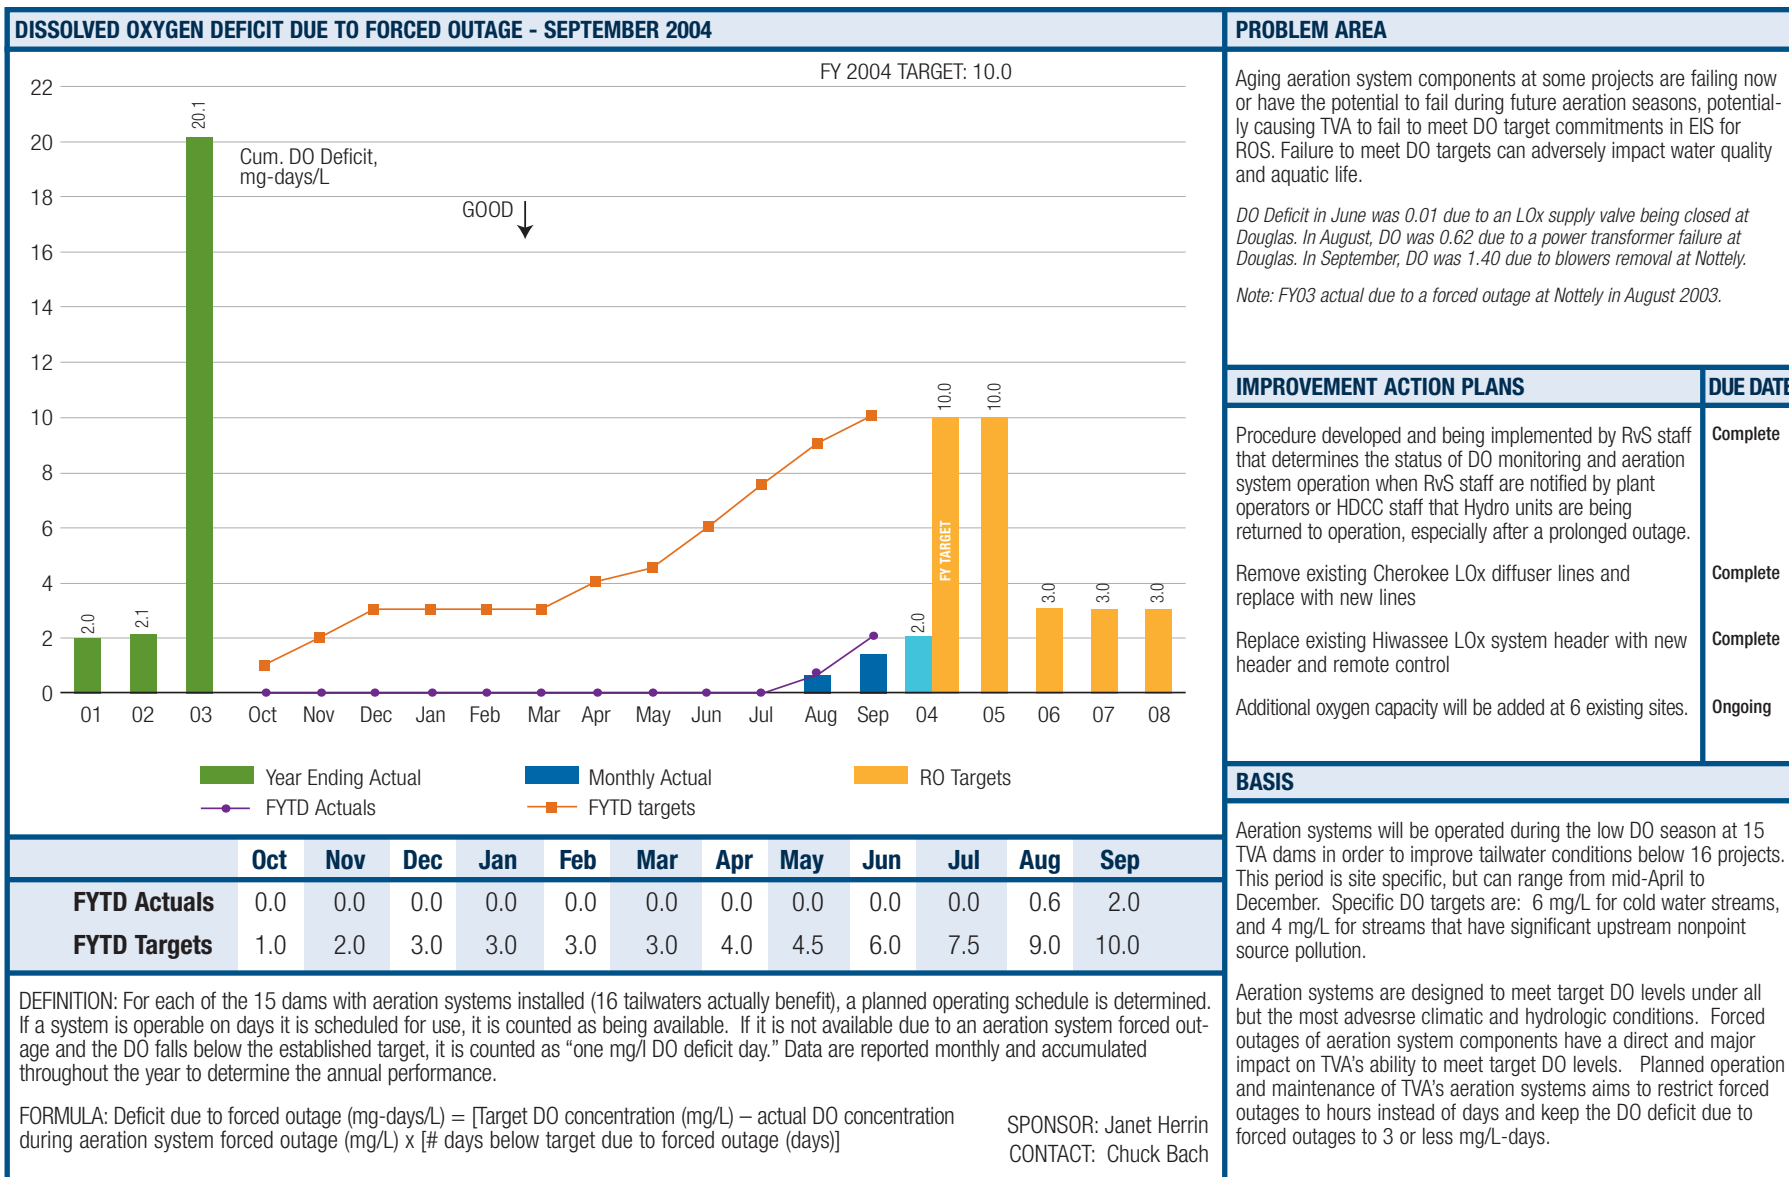 DISSOLVED OXYGEN DEFICIT DUE TO FORCED OUTAGE - SEPTEMBER 2004
FY 2004 TARGET: 10.0
22
20
18
16
14
12
10
8
6
4
2
0
Cum. DO Deficit,
mg-days/L
GOOD
2.0
2.1
20.1
2.0
10.0
FY TARGET
10.0
3.0
3.0
3.0
01 02 03 Oct Nov Dec Jan Feb Mar Apr May Jun Jul Aug Sep 04 05 06 07 08
Year Ending Actual Monthly Actual RO Targets
FYTD Actuals FYTD targets
Oct Nov Dec Jan Feb Mar Apr May Jun Jul Aug Sep
FYTD Actuals 0.0 0.0 0.0 0.0 0.0 0.0 0.0 0.0 0.0 0.0 0.6 2.0
FYTD Targets 1.0 2.0 3.0 3.0 3.0 3.0 4.0 4.5 6.0 7.5 9.0 10.0
DEFINITION: For each of the 15 dams with aeration systems installed (16 tailwaters actually benefit), a planned operating schedule is determined.
If a system is operable on days it is scheduled for use, it is counted as being available. If it is not available due to an aeration system forced out-
age and the DO falls below the established target, it is counted as “one mg/l DO deficit day.” Data are reported monthly and accumulated
throughout the year to determine the annual performance.
FORMULA: Deficit due to forced outage (mg-days/L) = [Target DO concentration (mg/L) – actual DO concentration
during aeration system forced outage (mg/L) x [# days below target due to forced outage (days)]
SPONSOR: Janet Herrin
CONTACT: Chuck Bach
PROBLEM AREA
Aging aeration system components at some projects are failing now
or have the potential to fail during future aeration seasons, potential-
ly causing TVA to fail to meet DO target commitments in EIS for
ROS. Failure to meet DO targets can adversely impact water quality
and aquatic life.
DO Deficit in June was 0.01 due to an LOx supply valve being closed at
Douglas. In August, DO was 0.62 due to a power transformer failure at
Douglas. In September, DO was 1.40 due to blowers removal at Nottely.
Note: FY03 actual due to a forced outage at Nottely in August 2003.
IMPROVEMENT ACTION PLANS DUE DATE
Procedure developed and being implemented by RvS staff Complete
that determines the status of DO monitoring and aeration
system operation when RvS staff are notified by plant
operators or HDCC staff that Hydro units are being
returned to operation, especially after a prolonged outage.
Remove existing Cherokee LOx diffuser lines and Complete
replace with new lines
Replace existing Hiwassee LOx system header with new Complete
header and remote control
Additional oxygen capacity will be added at 6 existing sites. Ongoing
BASIS
Aeration systems will be operated during the low DO season at 15
TVA dams in order to improve tailwater conditions below 16 projects.
This period is site specific, but can range from mid-April to
December. Specific DO targets are: 6 mg/L for cold water streams,
and 4 mg/L for streams that have significant upstream nonpoint
source pollution.
Aeration systems are designed to meet target DO levels under all
but the most adversre climatic and hydrologic conditions. Forced
outages of aeration system components have a direct and major
impact on TVA’s ability to meet target DO levels. Planned operation
and maintenance of TVA’s aeration systems aims to restrict forced
outages to hours instead of days and keep the DO deficit due to
forced outages to 3 or less mg/L-days.